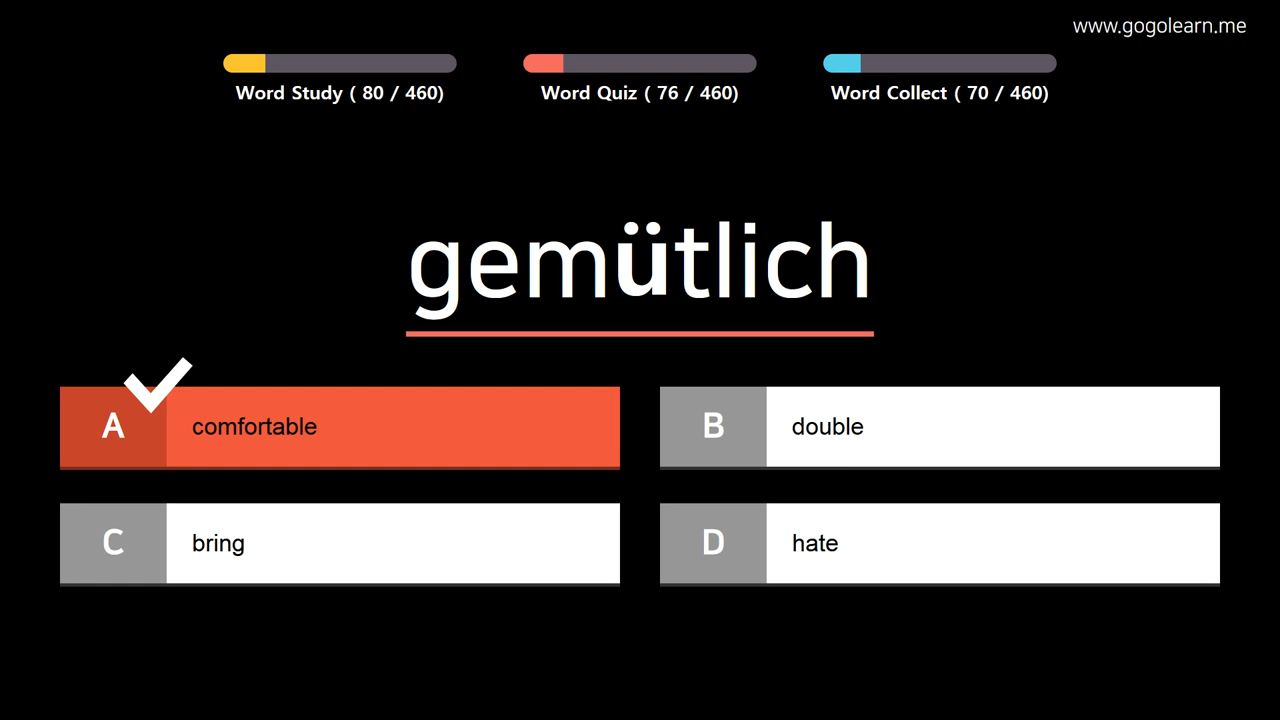 www.gogolearn.me
Word Study ( 80 / 460)
Word Quiz ( 76 / 460)
Word Collect ( 70 / 460)
gemütlich
A comfortable
B double
C bring
D hate